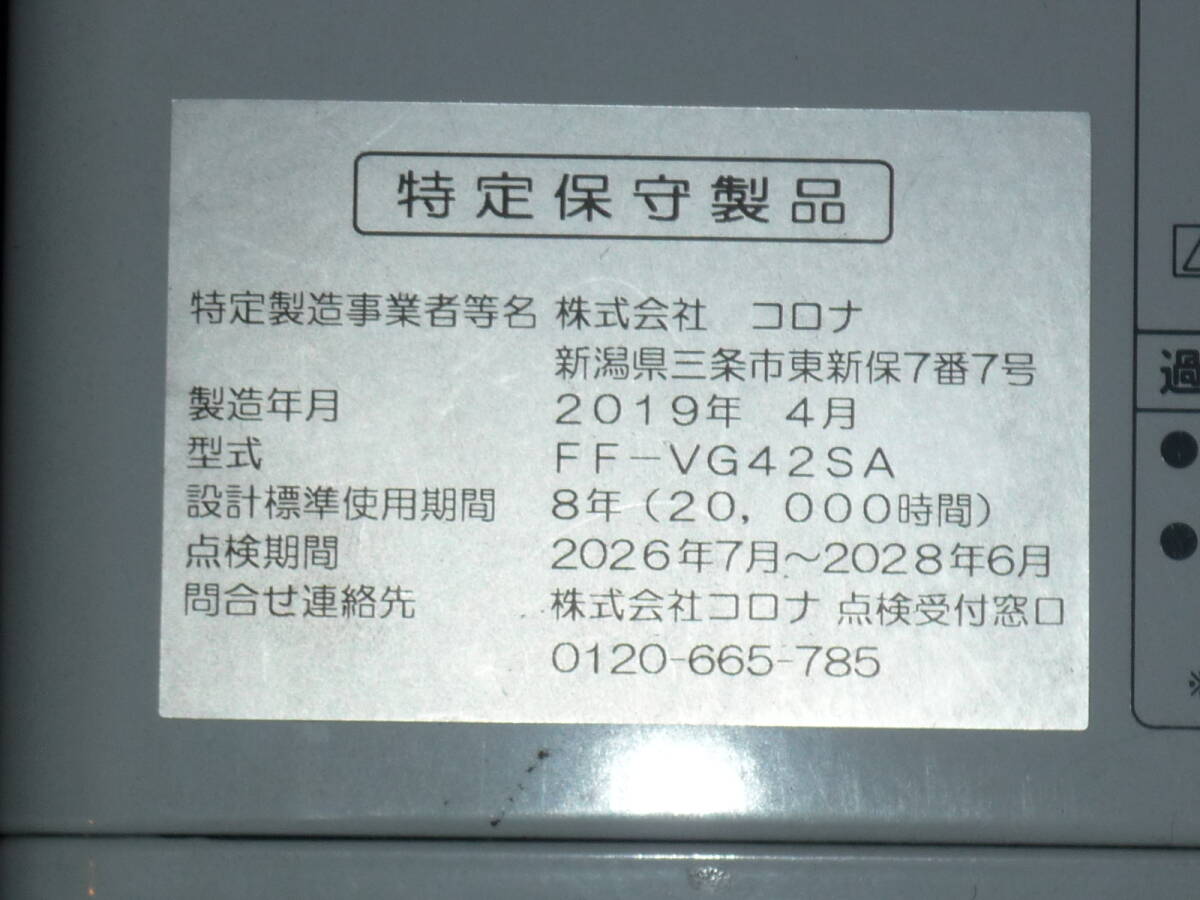 特定保守製品
特定製造事業者等名 株式会社 コロナ
新潟県三条市東新保7番7号
製造年月 2019年 4月
型式 FF-VG42SA
設計標準使用期間 8年(20,000時間)
点検期間 2026年7月~2028年6月
問合せ連絡先 株式会社コロナ 点検受付窓口
0120-665-785
過
●
●
※